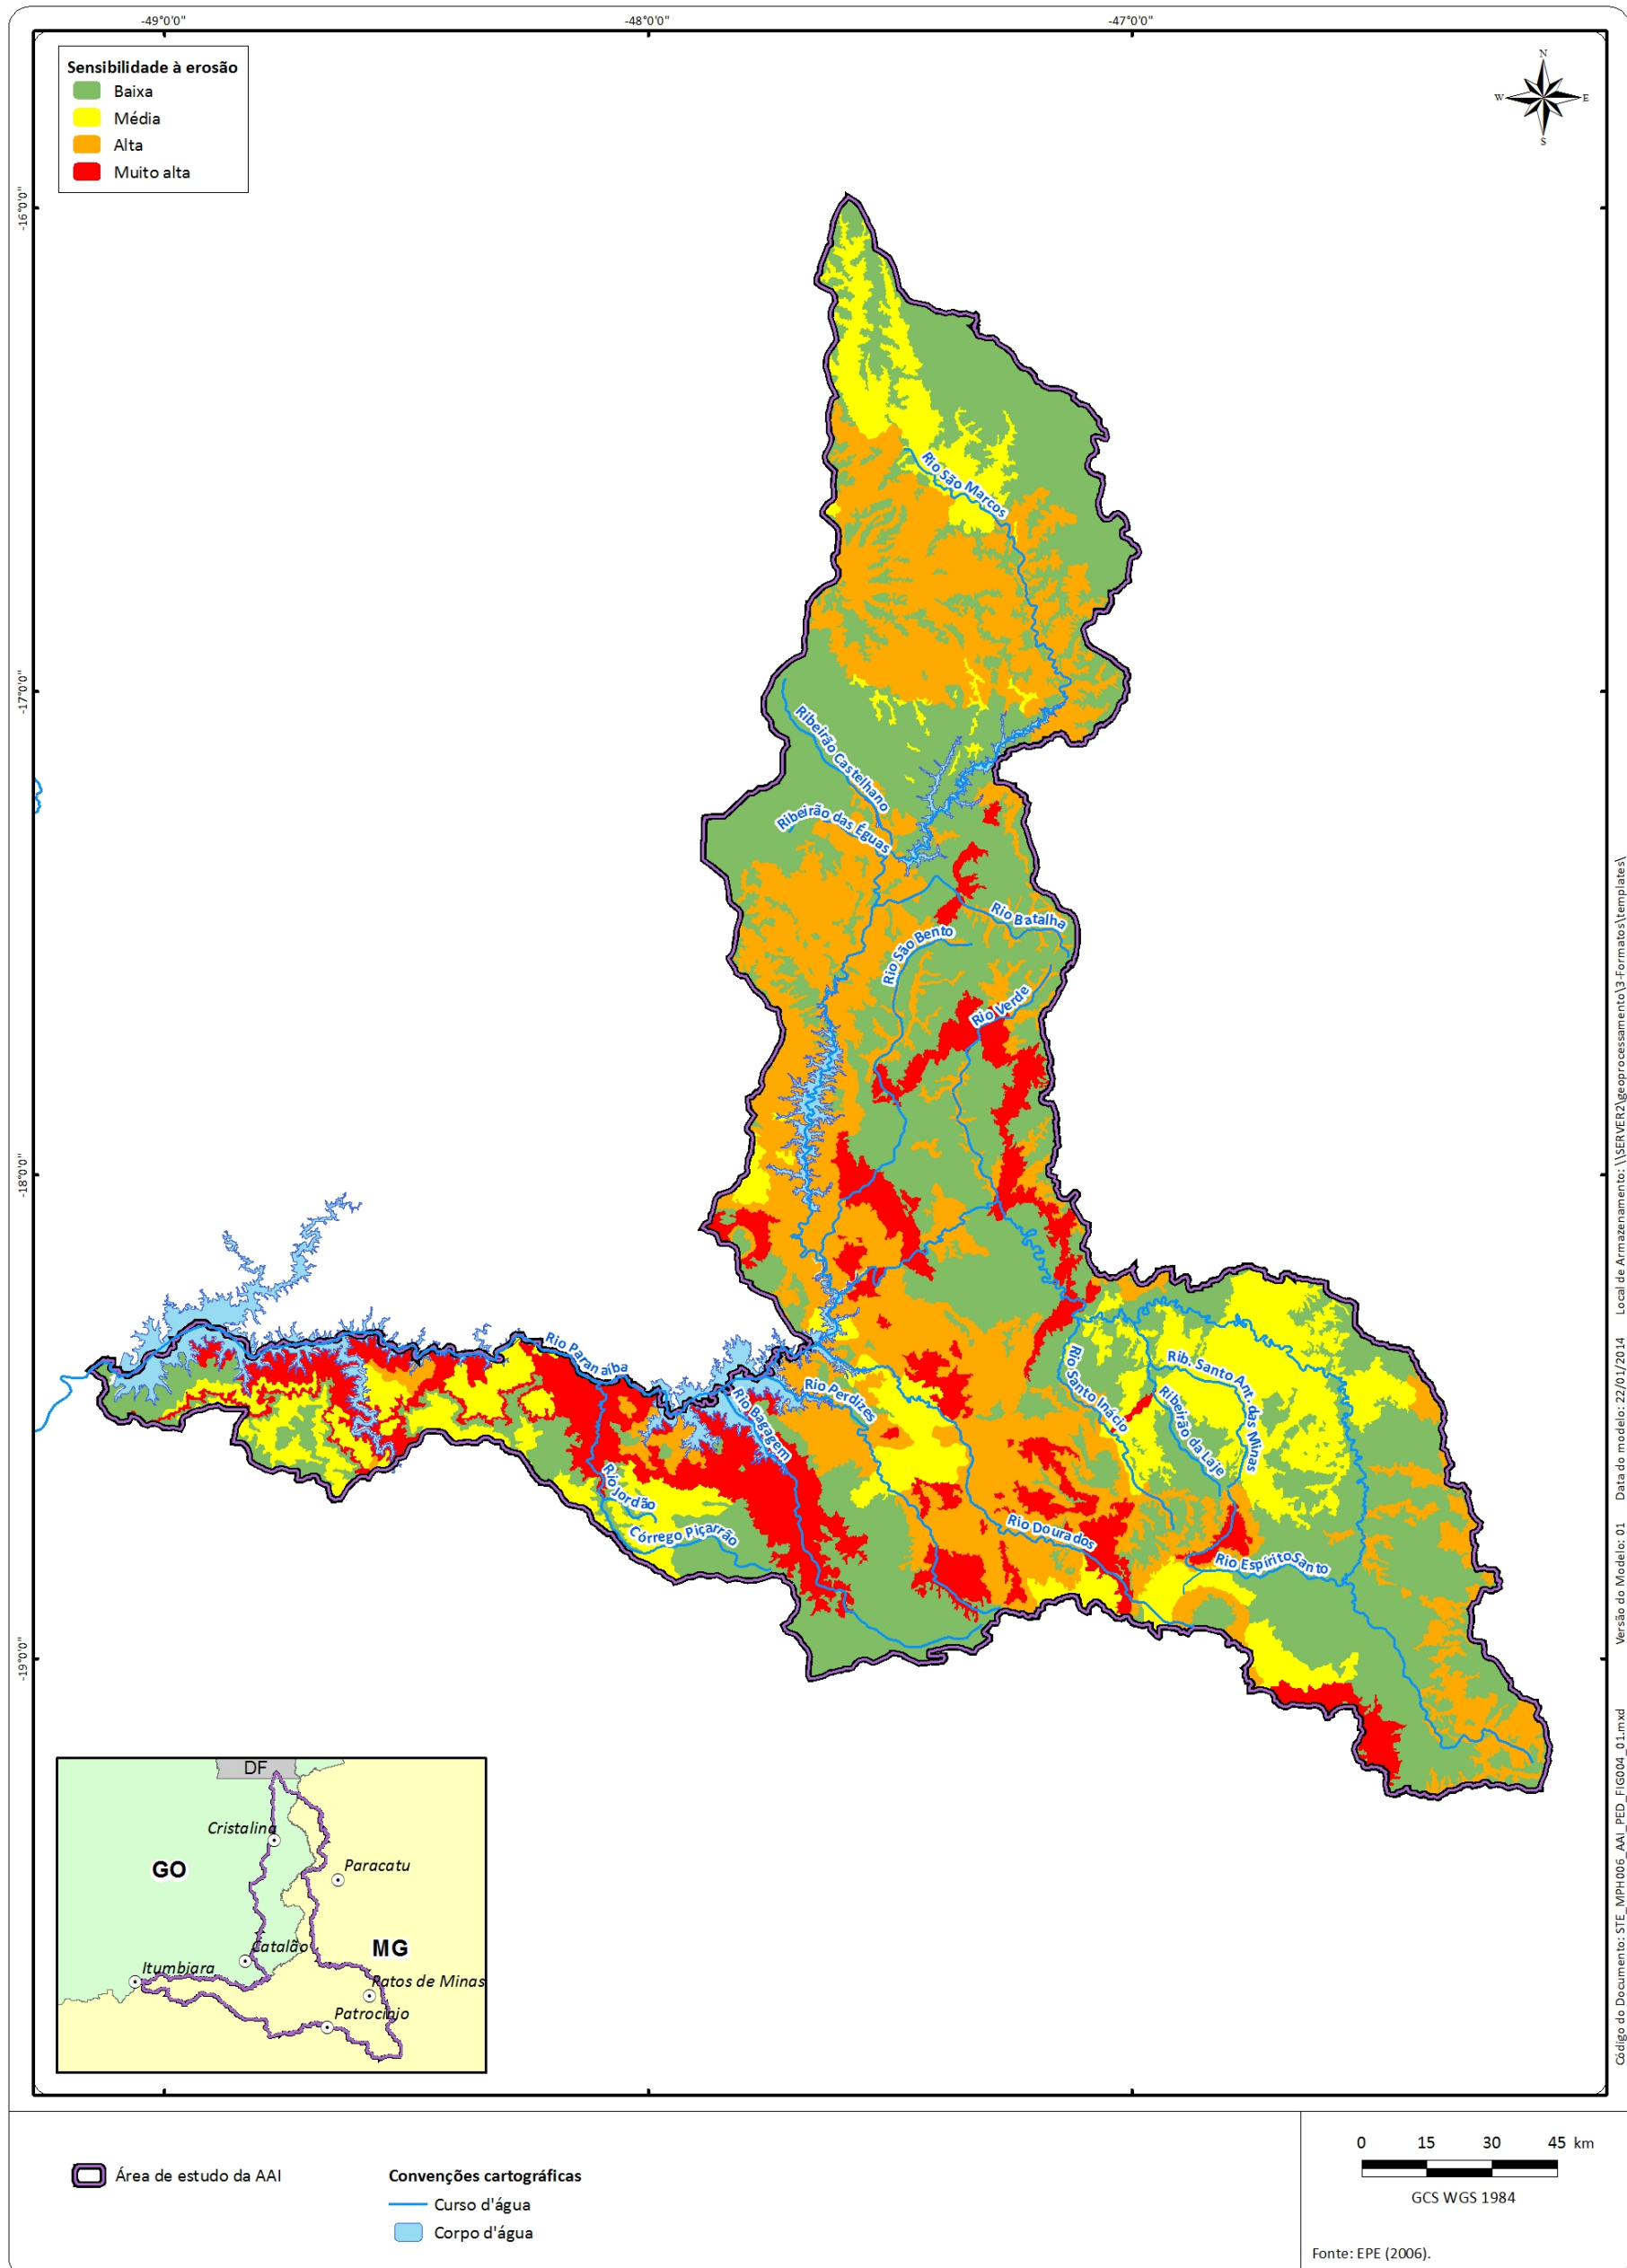 -49°0'0"
-48°0'0"
-47°0'0"
Sensibilidade à erosão
Baixa
Média
Alta
Muito alta
N
W
E
S
-16°0'0"
-17°0'0"
-18°0'0"
-19°0'0"
Rio São Marcos
Ribeirão Castelhano
Ribeirão das Éguas
Rio Batalha
Rio São Bento
Rio Verde
Rio Paranaíba
Rio Perdizes
Rio Bagagem
Rio Santo Inácio
Rib. Santo Ant. das Minas
Ribeirão da Laje
Rio Jordão
Córrego Piçarrão
Rio Dourados
Rio Espírito Santo
DF
Cristalina
GO
Paracatu
Catalão
MG
Itumbiara
Patos de Minas
Patrocínio
Área de estudo da AAI
Convenções cartográficas
Curso d'água
Corpo d'água
0 15 30 45 km
GCS WGS 1984
Fonte: EPE (2006).
Código do Documento: STE_MPH006_AAI_PED_FIG004_01.mxd Versão do Modelo: 01 Data do modelo: 22/01/2014 Local de Armazenamento: \\SERVER2\geoprocessamento\3-Formatos\templates\